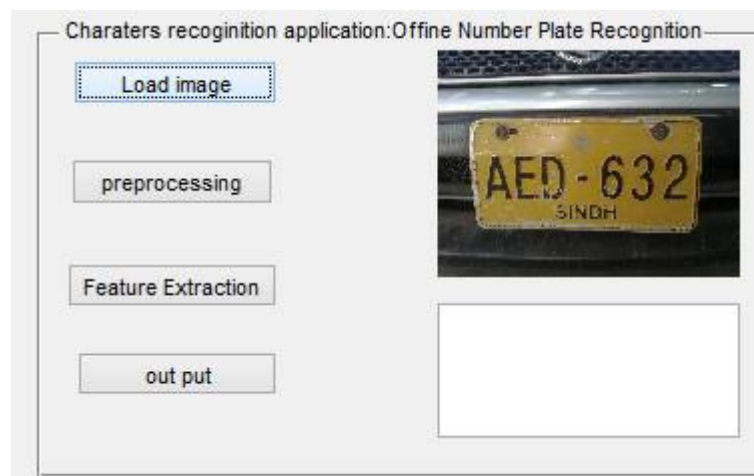 Charaters recoginition application:Offine Number Plate Recognition
Load image
preprocessing
Feature Extraction
out put
AED-632
SINDH